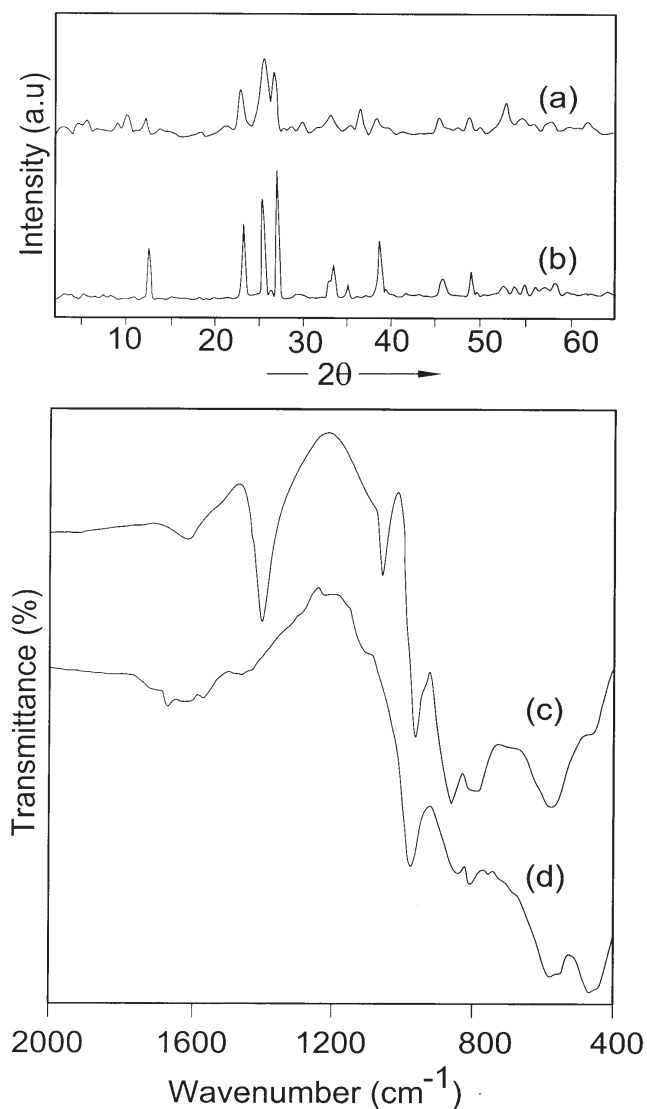 Intensity (a.u)
(a)
(b)
10 20 30 40 50 60
2θ
Transmittance (%)
(c)
(d)
2000 1600 1200 800 400
Wavenumber (cm-1)